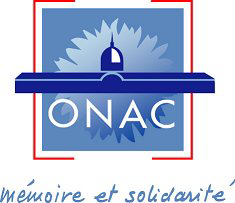 ONAC
mémoire et solidarité